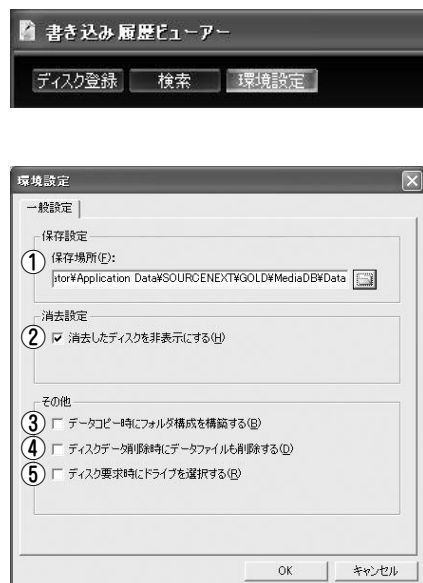 書き込み履歴ビューアー
ディスク登録 検索 環境設定
環境設定
一般設定
保存設定
① 保存場所(F):
ator¥Application Data¥SOURCENEXT¥GOLD¥MediaDB¥Data
消去設定
② 消去したディスクを非表示にする(H)
その他
③ データコピー時にフォルダ構成を構築する(B)
④ ディスクデータ削除時にデータファイルも削除する(D)
⑤ ディスク要求時にドライブを選択する(R)
OK キャンセル